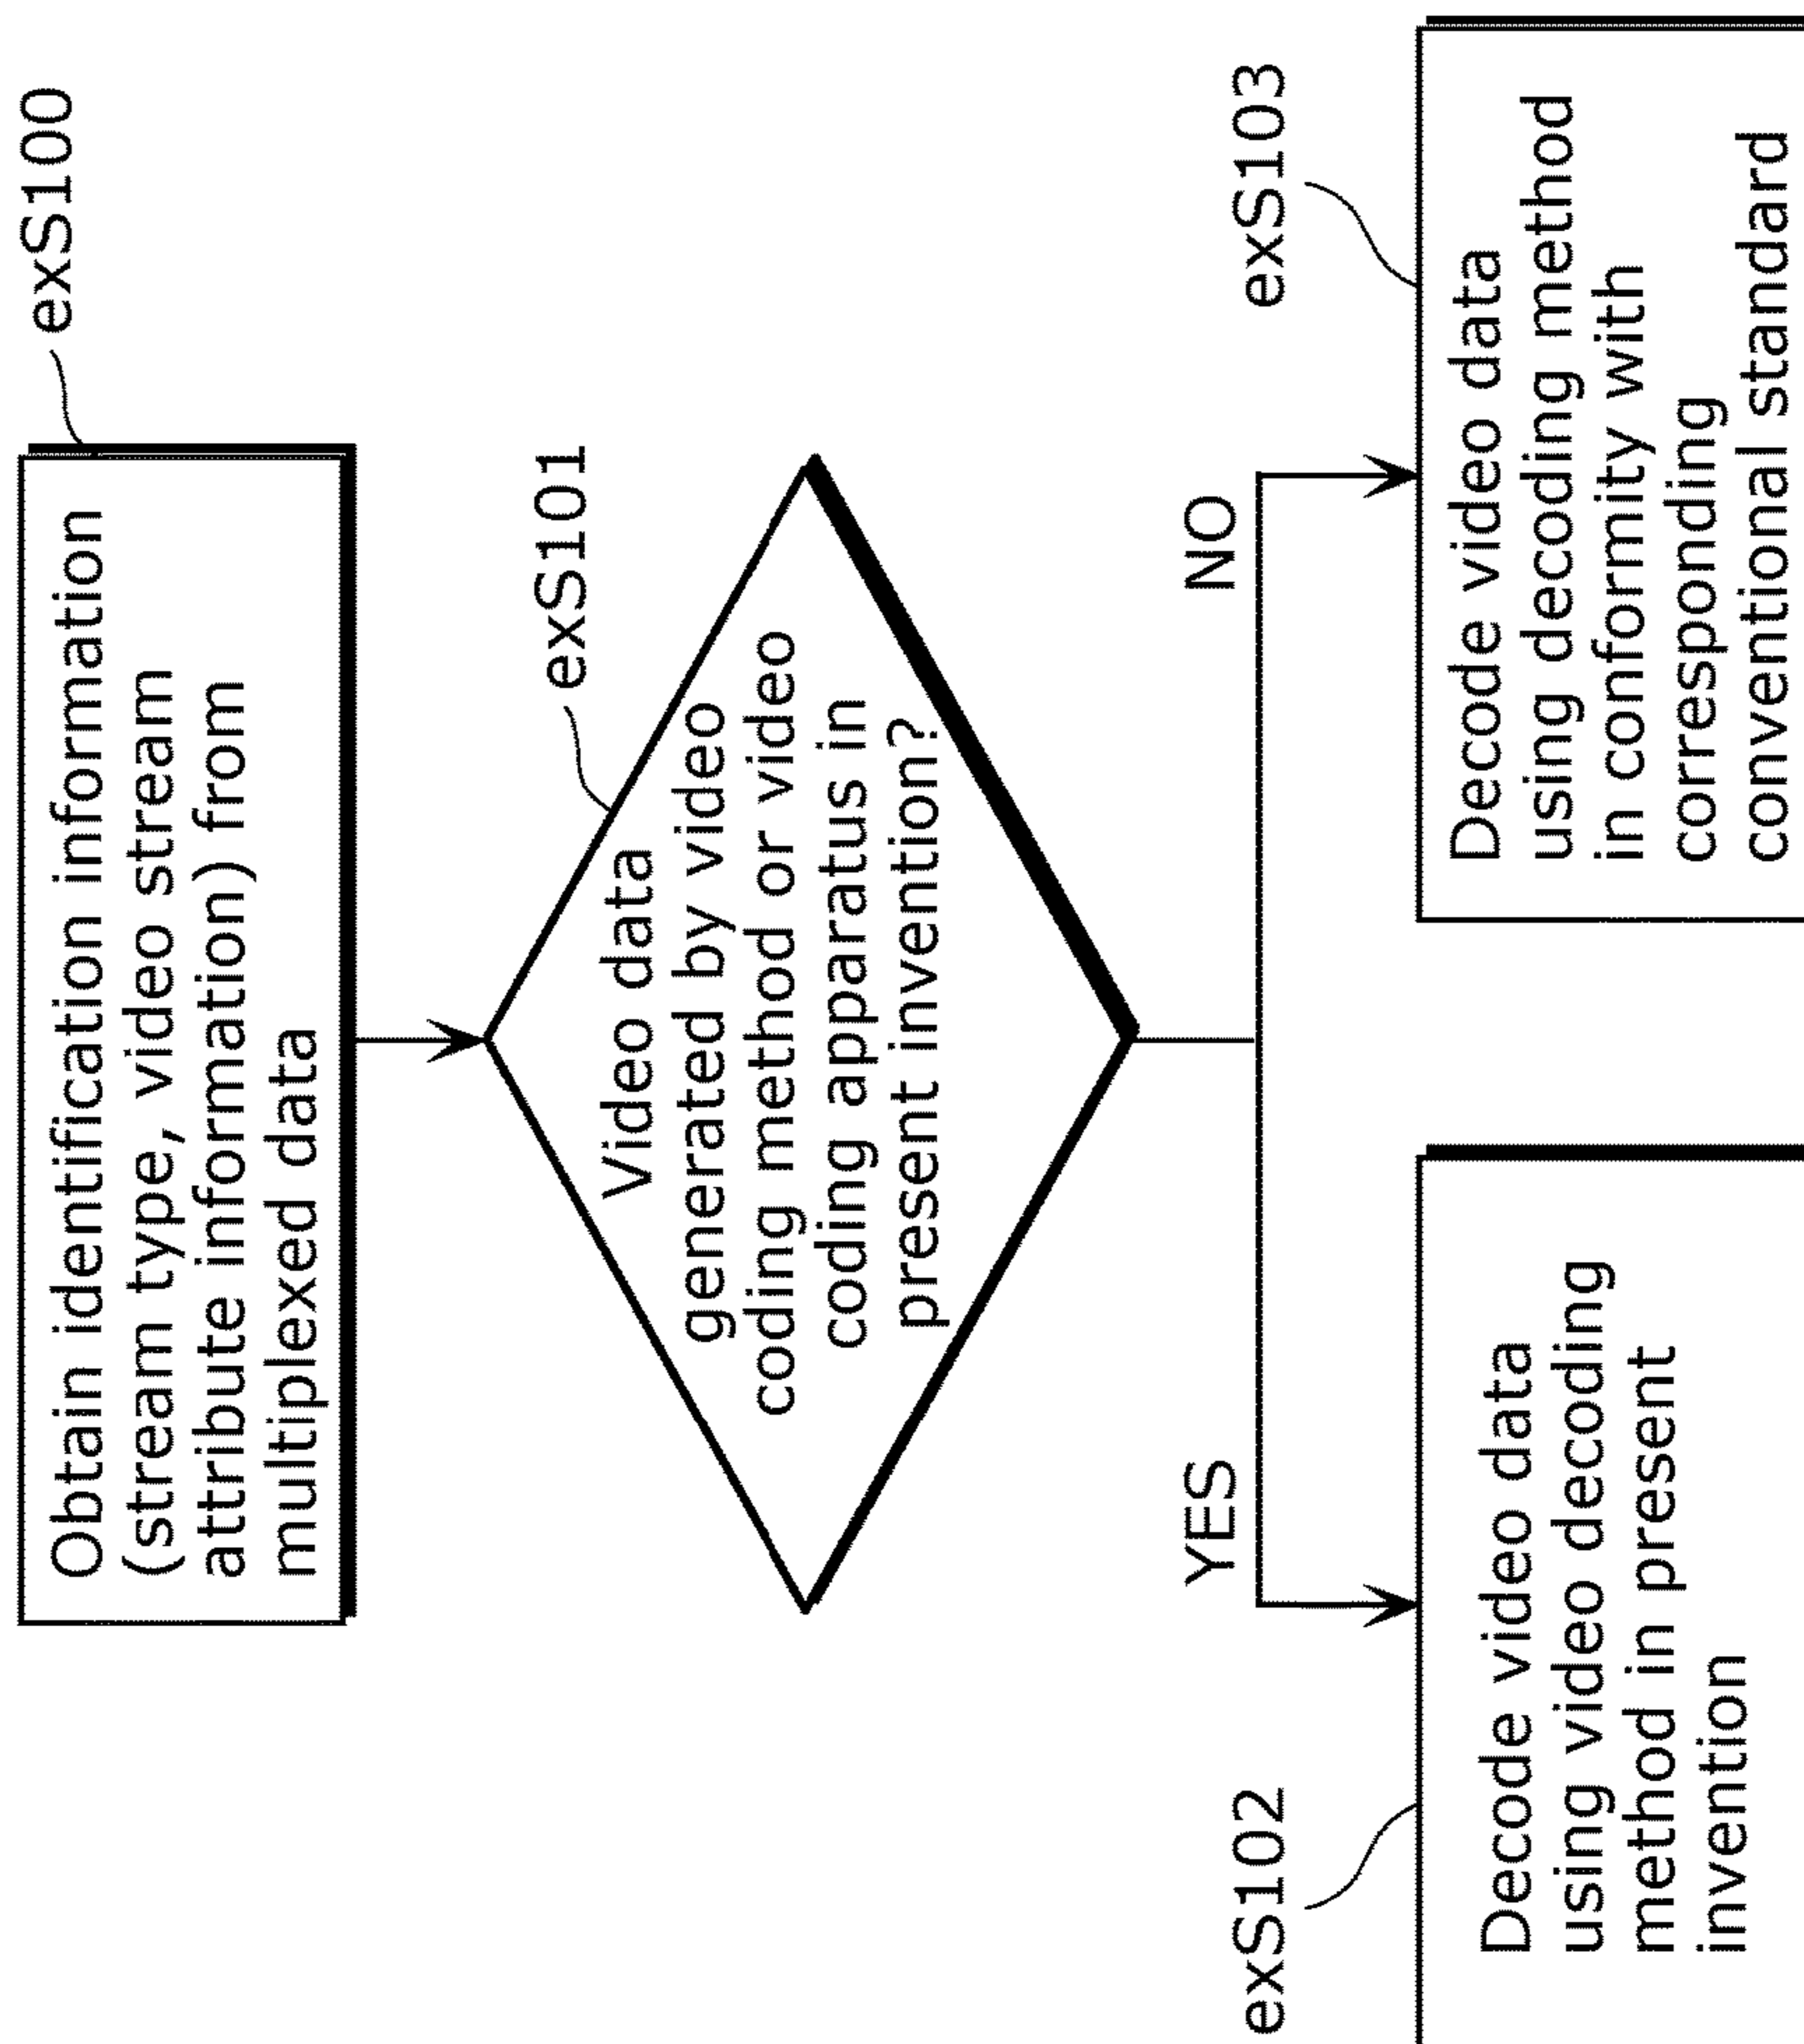 exS100
Obtain identification information
(stream type, video stream
attribute information) from
multiplexed data
exS101
Video data
generated by video
coding method or video
coding apparatus in
present invention?
YES
NO
exS102
Decode video data
using video decoding
method in present
invention
exS103
Decode video data
using decoding method
in conformity with
corresponding
conventional standard